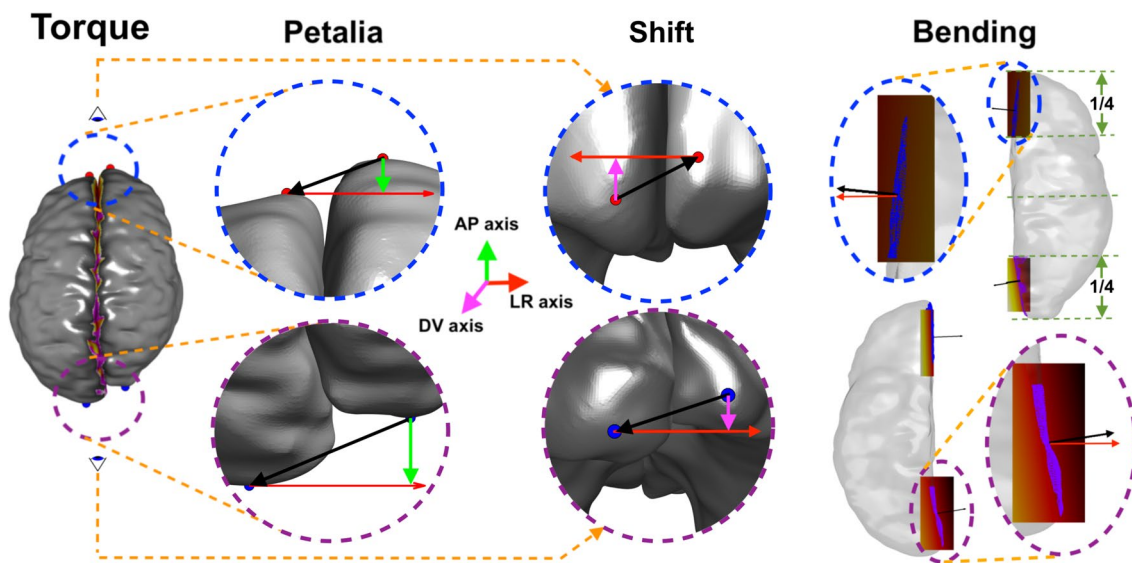 Torque
Petalia
Shift
Bending
1/4
AP axis
LR axis
DV axis
1/4